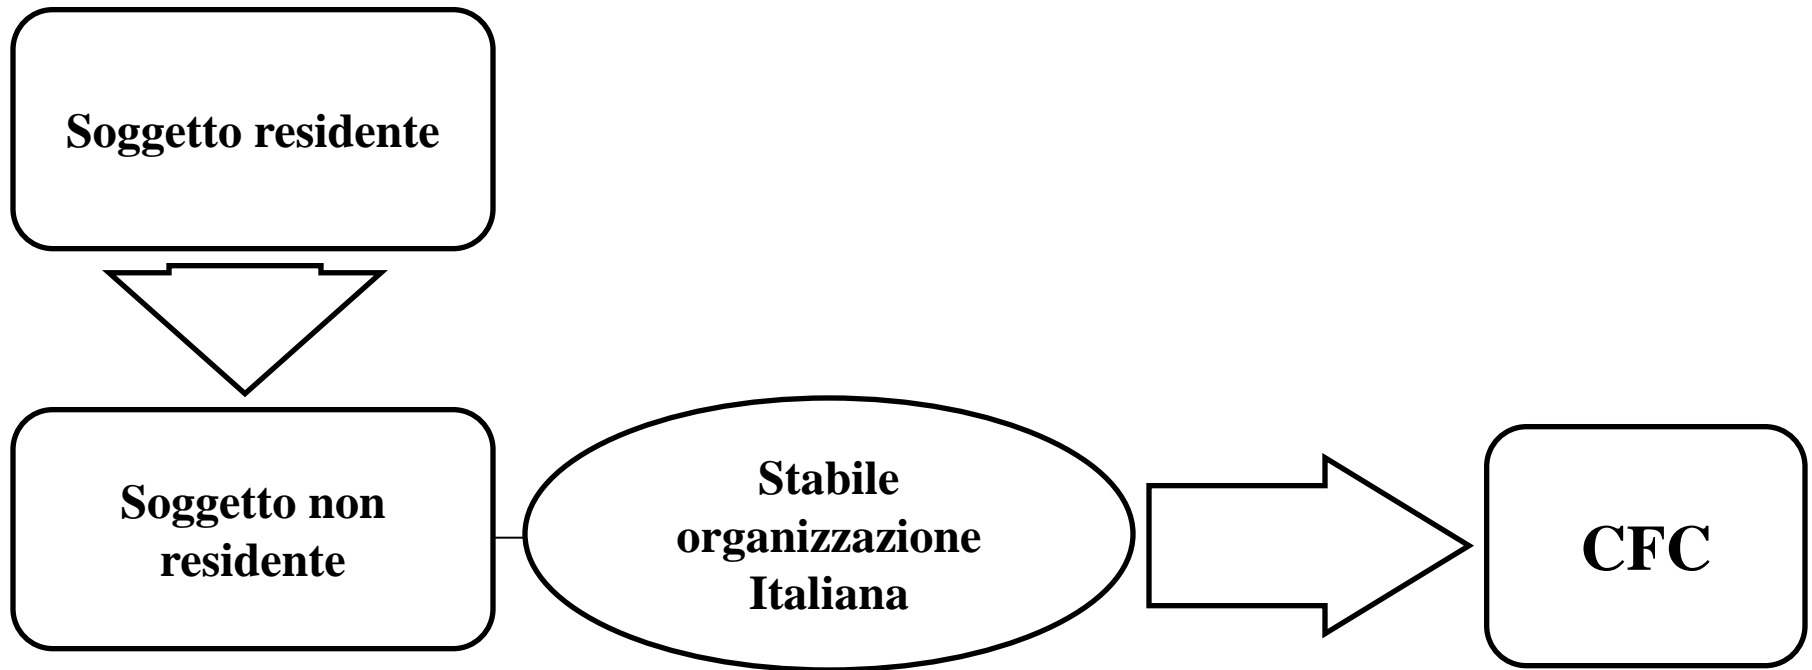 Soggetto residente
Soggetto non
residente
Stabile
organizzazione
Italiana
CFC